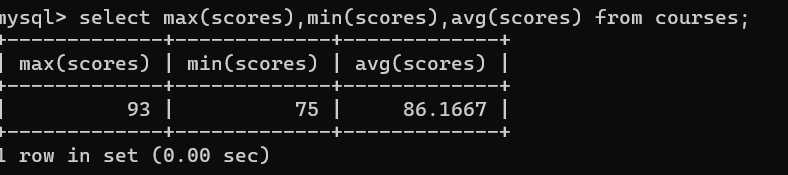 mysql> select max(scores),min(scores),avg(scores) from courses;
+-------------+-------------+-------------+
| max(scores) | min(scores) | avg(scores) |
+-------------+-------------+-------------+
|          93 |          75 |     86.1667 |
+-------------+-------------+-------------+
1 row in set (0.00 sec)